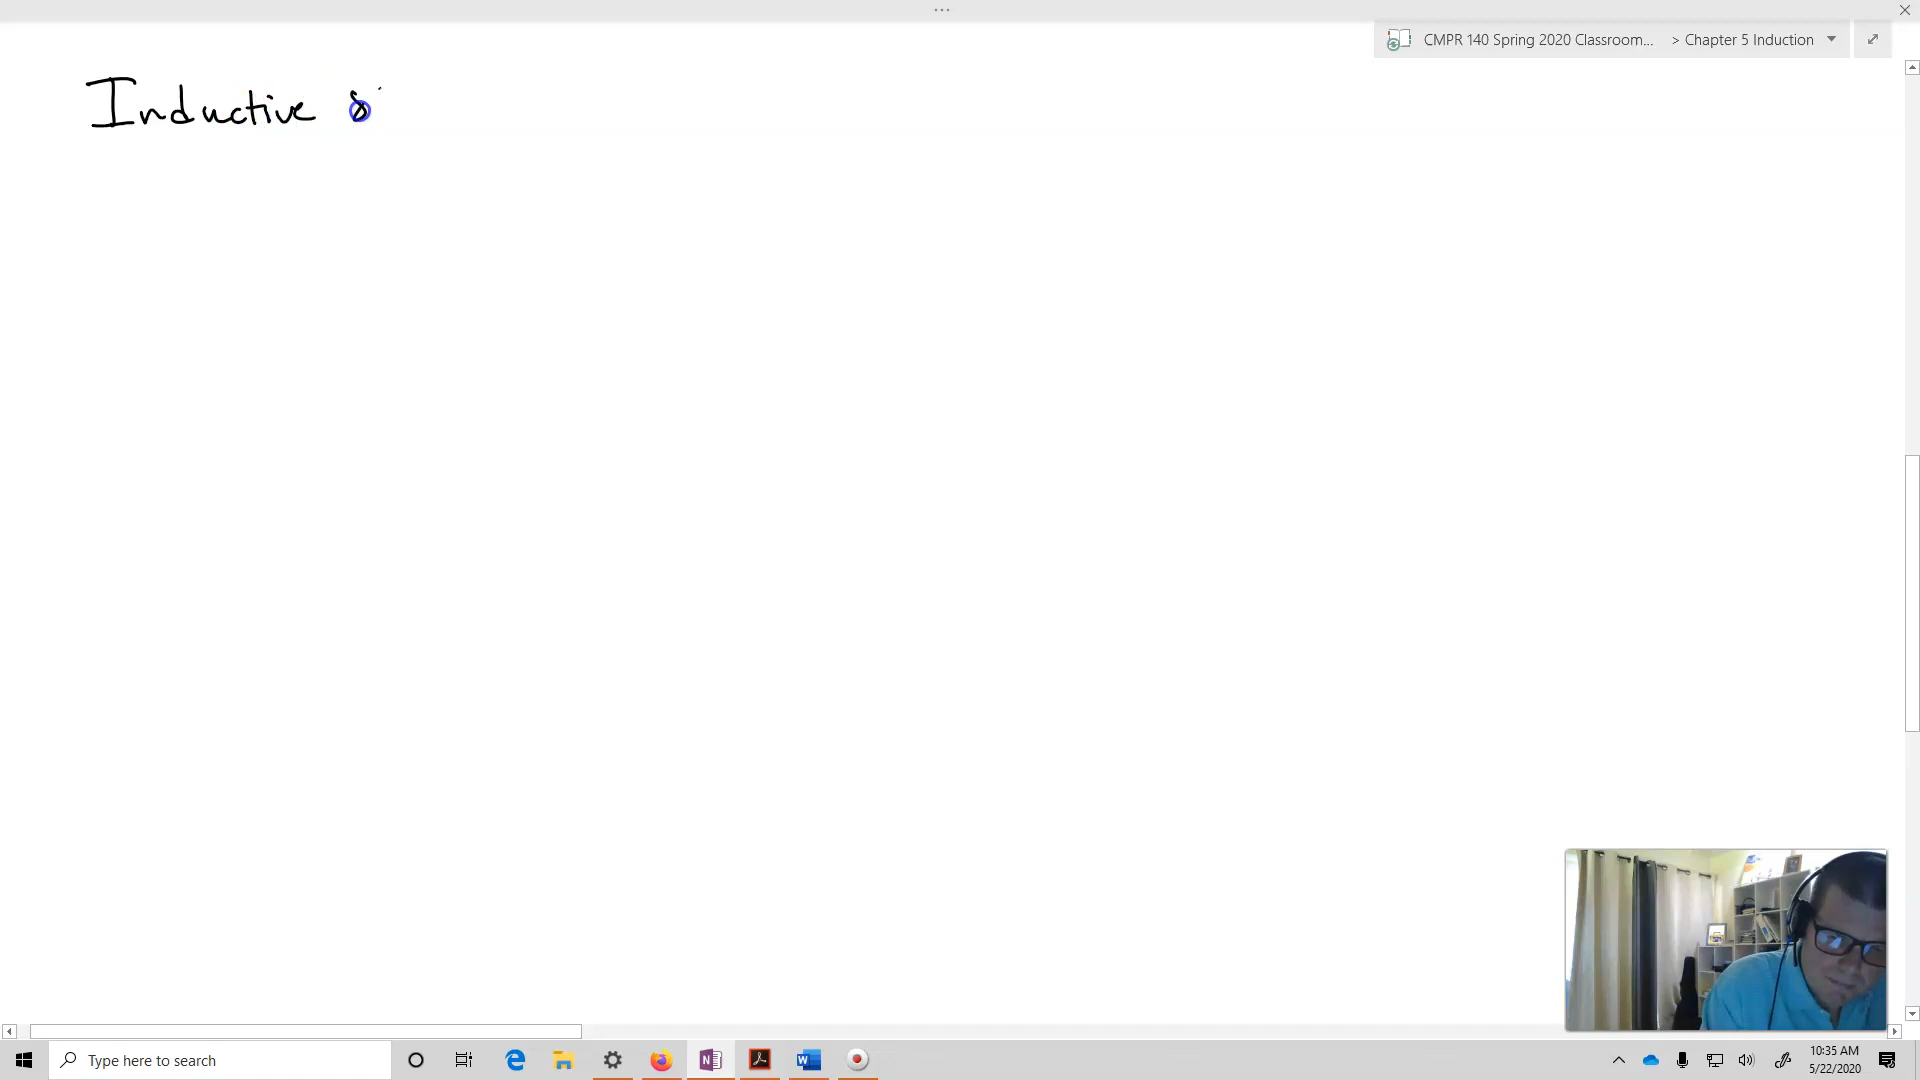 CMPR 140 Spring 2020 Classroom... > Chapter 5 Induction
Inductive s
Type here to search
10:35 AM
5/22/2020